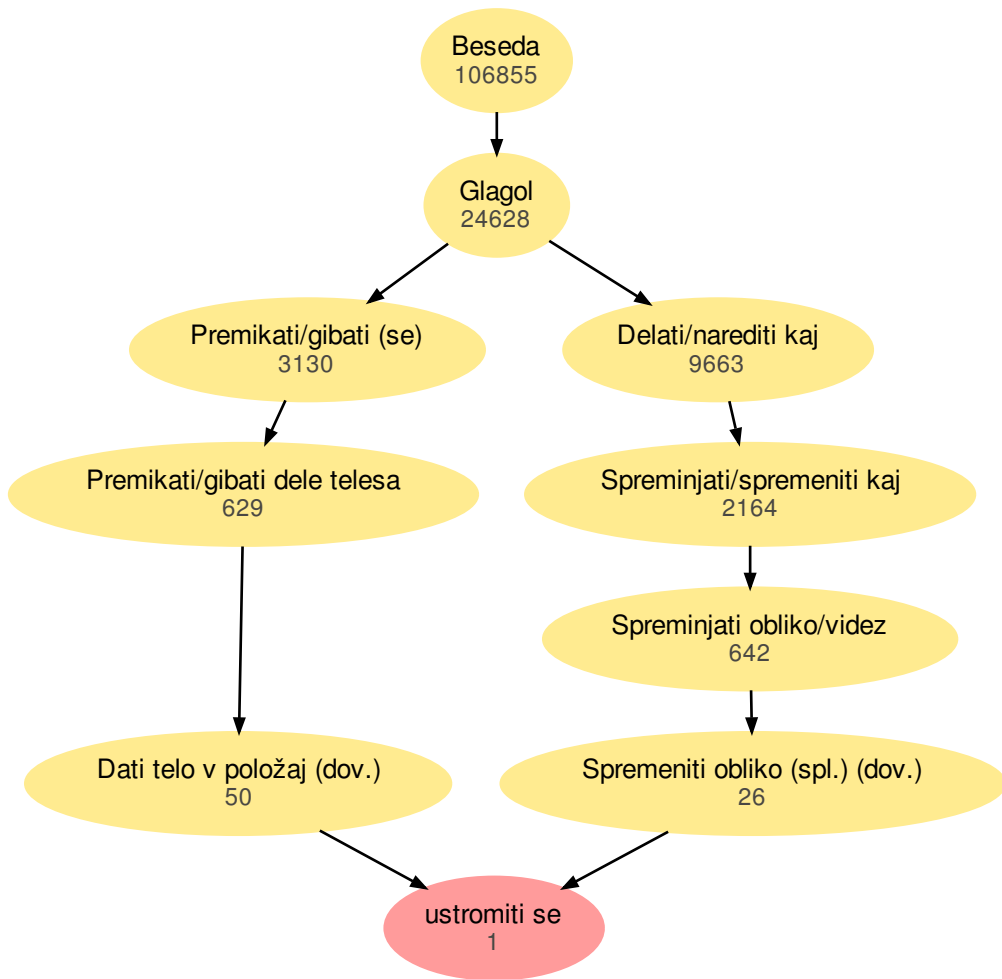 Beseda
106855
Glagol
24628
Premikati/gibati (se)
3130
Delati/narediti kaj
9663
Premikati/gibati dele telesa
629
Spreminjati/spremeniti kaj
2164
Spreminjati obliko/videz
642
Dati telo v položaj (dov.)
50
Spremeniti obliko (spl.) (dov.)
26
ustromiti se
1